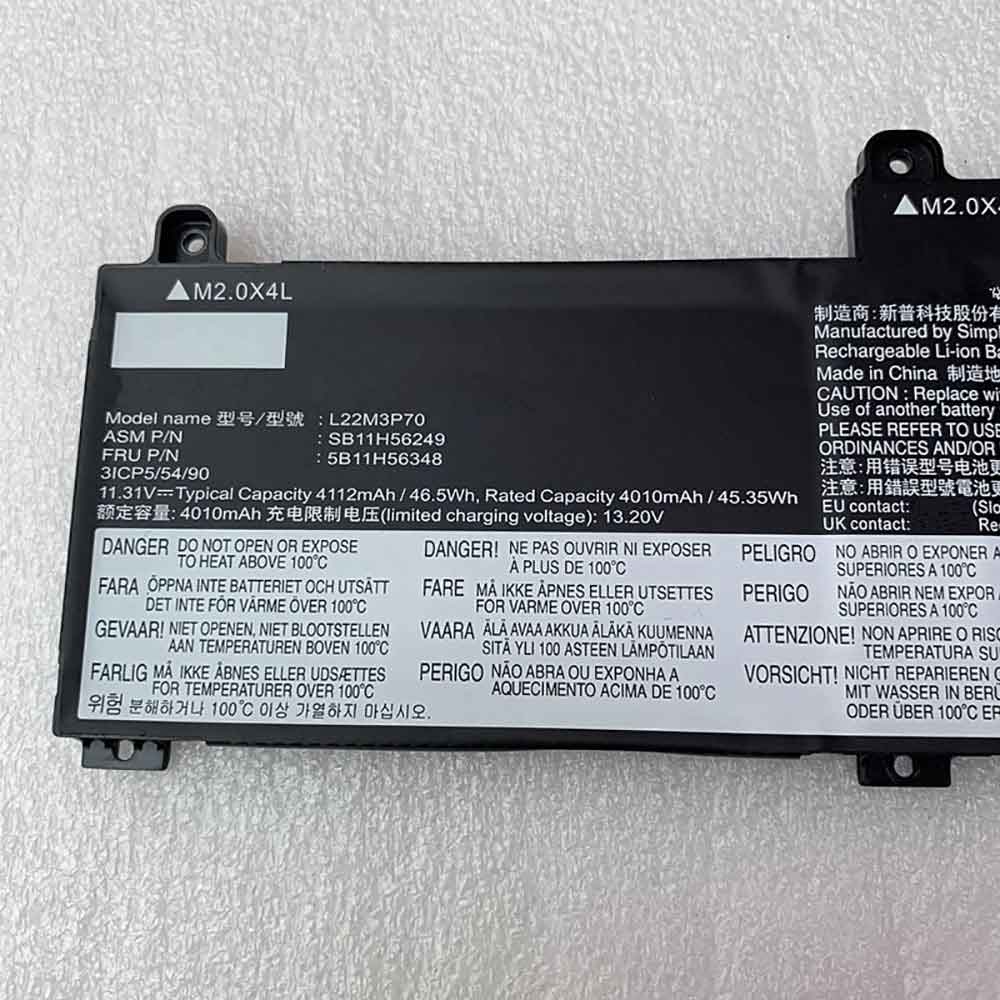 ▲M2.0X4
▲M2.0X4L
制造商:新普科技股份有
Manufactured by Simpl
Rechargeable Li-ion Ba
Made in China 制造地
CAUTION : Replace wi
Use of another battery
PLEASE REFER TO USE
ORDINANCES AND/OR
注意: 用错误型号电池更
注意: 用錯誤型號電池更
EU contact: (Slo
UK contact: Re
Model name 型号/型號 : L22M3P70
ASM P/N : SB11H56249
FRU P/N : 5B11H56348
3ICP5/54/90
11.31V⎓Typical Capacity 4112mAh / 46.5Wh, Rated Capacity 4010mAh / 45.35Wh
额定容量: 4010mAh 充电限制电压(limited charging voltage): 13.20V
DANGER DO NOT OPEN OR EXPOSE
TO HEAT ABOVE 100°C
FARA ÖPPNA INTE BATTERIET OCH UTSÄTT
DET INTE FÖR VÄRME ÖVER 100°C
GEVAAR! NIET OPENEN, NIET BLOOTSTELLEN
AAN TEMPERATUREN BOVEN 100°C
FARLIG MÅ IKKE ÅBNES ELLER UDSÆTTES
FOR TEMPERATURER OVER 100°C
위험 분해하거나 100°C 이상 가열하지 마십시오.
DANGER! NE PAS OUVRIR NI EXPOSER
À PLUS DE 100°C
FARE MÅ IKKE ÅPNES ELLER UTSETTES
FOR VARME OVER 100°C
VAARA ÄLÄ AVAA AKKUA ÄLÄKÄ KUUMENNA
SITÄ YLI 100 ASTEEN LÄMPÖTILAAN
PERIGO NÃO ABRA OU EXPONHA A
AQUECIMENTO ACIMA DE 100°C
PELIGRO NO ABRIR O EXPONER A
SUPERIORES A 100°C
PERIGO NÃO ABRIR NEM EXPOR A
SUPERIORES A 100°C
ATTENZIONE! NON APRIRE O RISC
TEMPERATURA SU
VORSICHT! NICHT REPARIEREN O
MIT WASSER IN BERÜ
ODER ÜBER 100°C ER